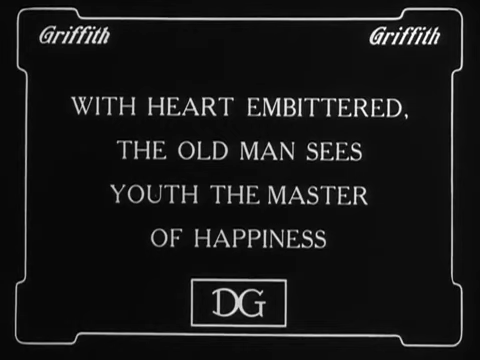 Griffith Griffith
WITH HEART EMBITTERED,
THE OLD MAN SEES
YOUTH THE MASTER
OF HAPPINESS
DG